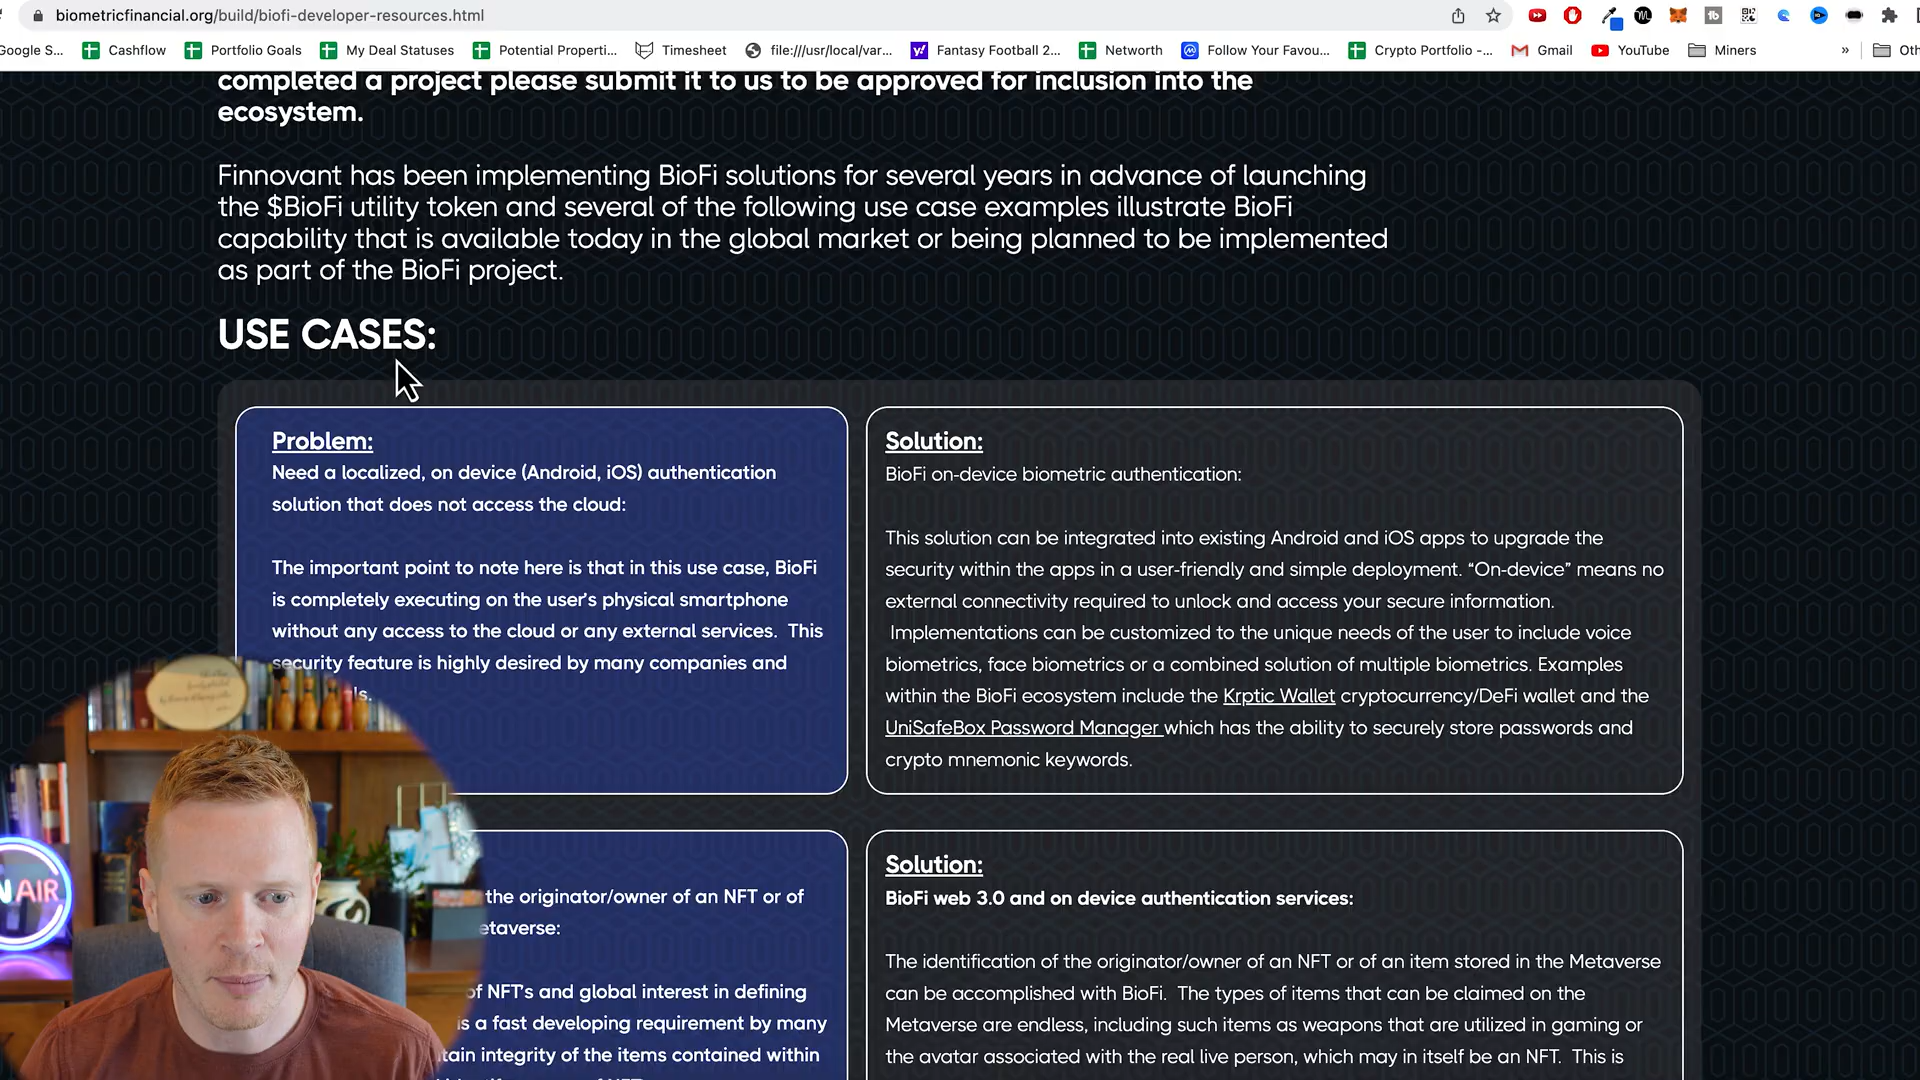 biometricfinancial.org/build/biofi-developer-resources.html
Google S... Cashflow Portfolio Goals My Deal Statuses Potential Properti... Timesheet file:///usr/local/var... Fantasy Football 2... Networth Follow Your Favou... Crypto Portfolio -... Gmail YouTube Miners » Oth
completed a project please submit it to us to be approved for inclusion into the
ecosystem.
Finnovant has been implementing BioFi solutions for several years in advance of launching
the $BioFi utility token and several of the following use case examples illustrate BioFi
capability that is available today in the global market or being planned to be implemented
as part of the BioFi project.
USE CASES:
Problem:
Need a localized, on device (Android, iOS) authentication
solution that does not access the cloud:
The important point to note here is that in this use case, BioFi
is completely executing on the user's physical smartphone
without any access to the cloud or any external services. This
security feature is highly desired by many companies and
ls.
Solution:
BioFi on-device biometric authentication:
This solution can be integrated into existing Android and iOS apps to upgrade the
security within the apps in a user-friendly and simple deployment. “On-device” means no
external connectivity required to unlock and access your secure information.
Implementations can be customized to the unique needs of the user to include voice
biometrics, face biometrics or a combined solution of multiple biometrics. Examples
within the BioFi ecosystem include the Krptic Wallet cryptocurrency/DeFi wallet and the
UniSafeBox Password Manager which has the ability to securely store passwords and
crypto mnemonic keywords.
the originator/owner of an NFT or of
etaverse:
of NFT's and global interest in defining
is a fast developing requirement by many
tain integrity of the items contained within
Solution:
BioFi web 3.0 and on device authentication services:
The identification of the originator/owner of an NFT or of an item stored in the Metaverse
can be accomplished with BioFi. The types of items that can be claimed on the
Metaverse are endless, including such items as weapons that are utilized in gaming or
the avatar associated with the real live person, which may in itself be an NFT. This is
N AIR